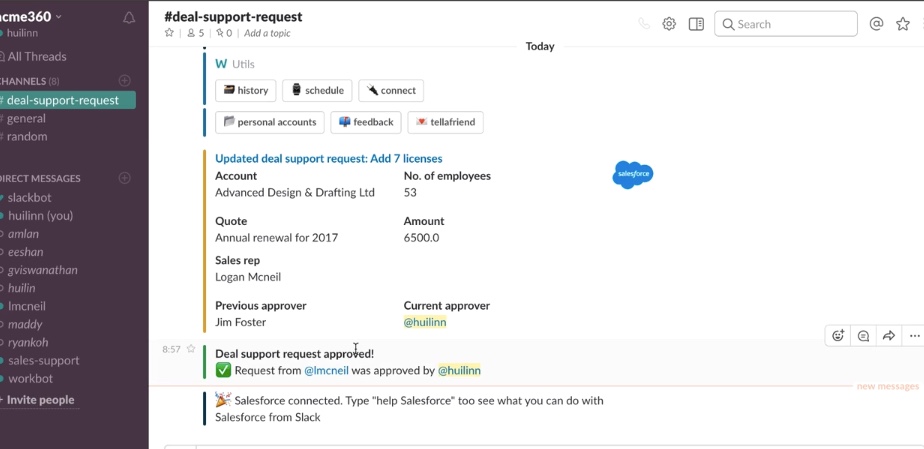 acme360
huilinn
All Threads
CHANNELS (8)
# deal-support-request
# general
# random
DIRECT MESSAGES
slackbot
huilinn (you)
amlan
eeshan
gviswanathan
huilin
lmcneil
maddy
ryankoh
sales-support
workbot
+ Invite people
#deal-support-request
5 | 0 | Add a topic
Search
Today
W Utils
history
schedule
connect
personal accounts
feedback
tellafriend
Updated deal support request: Add 7 licenses
salesforce
Account No. of employees
Advanced Design & Drafting Ltd 53
Quote Amount
Annual renewal for 2017 6500.0
Sales rep
Logan Mcneil
Previous approver Current approver
Jim Foster @huilinn
8:57 Deal support request approved!
Request from @lmcneil was approved by @huilinn
new messages
Salesforce connected. Type "help Salesforce" too see what you can do with
Salesforce from Slack